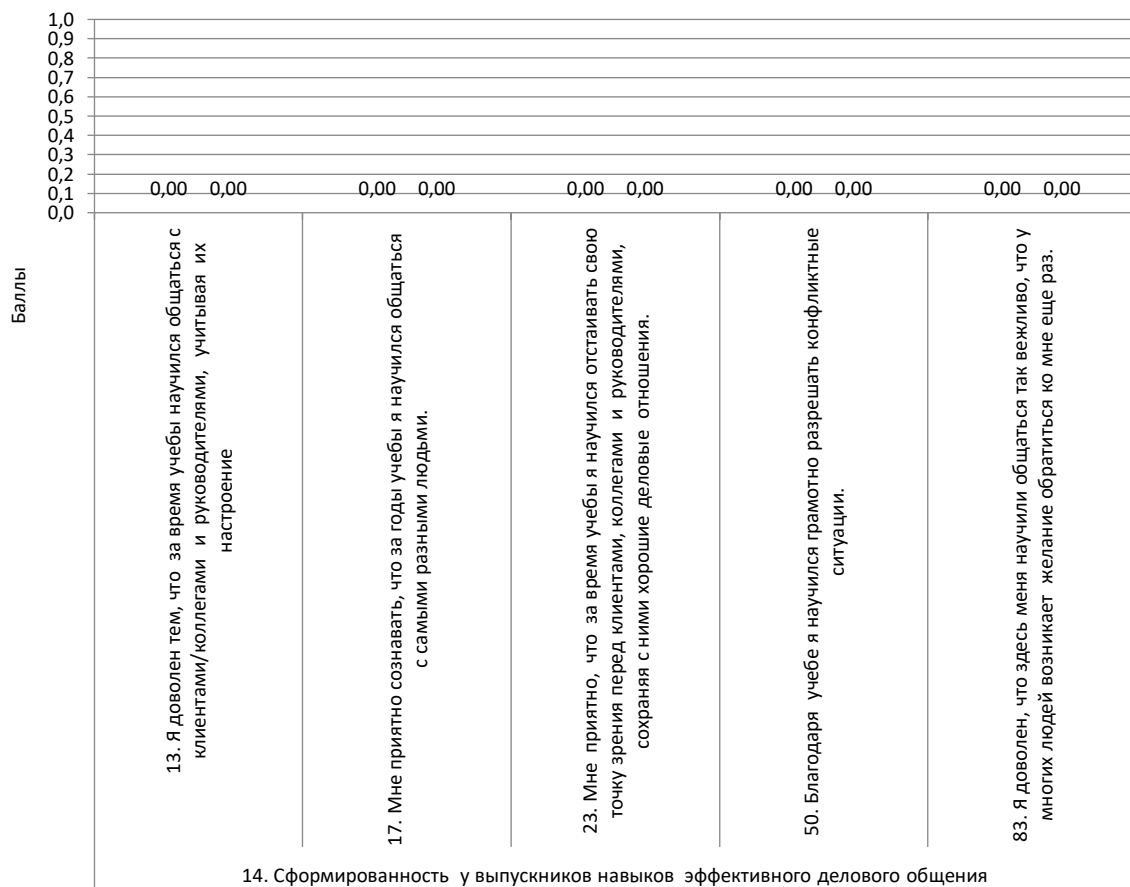 1,0
0,9
0,8
0,7
0,6
0,5
0,4
0,3
0,2
0,1
0,0
Баллы
0,00 0,00
0,00 0,00
0,00 0,00
0,00 0,00
0,00 0,00
13. Я доволен тем, что за время учебы научился общаться с
клиентами/коллегами и руководителями, учитывая их
настроение
17. Мне приятно сознавать, что за годы учебы я научился общаться
с самыми разными людьми.
23. Мне приятно, что за время учебы я научился отстаивать свою
точку зрения перед клиентами, коллегами и руководителями,
сохраняя с ними хорошие деловые отношения.
50. Благодаря учебе я научился грамотно разрешать конфликтные
ситуации.
83. Я доволен, что здесь меня научили общаться так вежливо, что у
многих людей возникает желание обратиться ко мне еще раз.
14. Сформированность у выпускников навыков эффективного делового общения